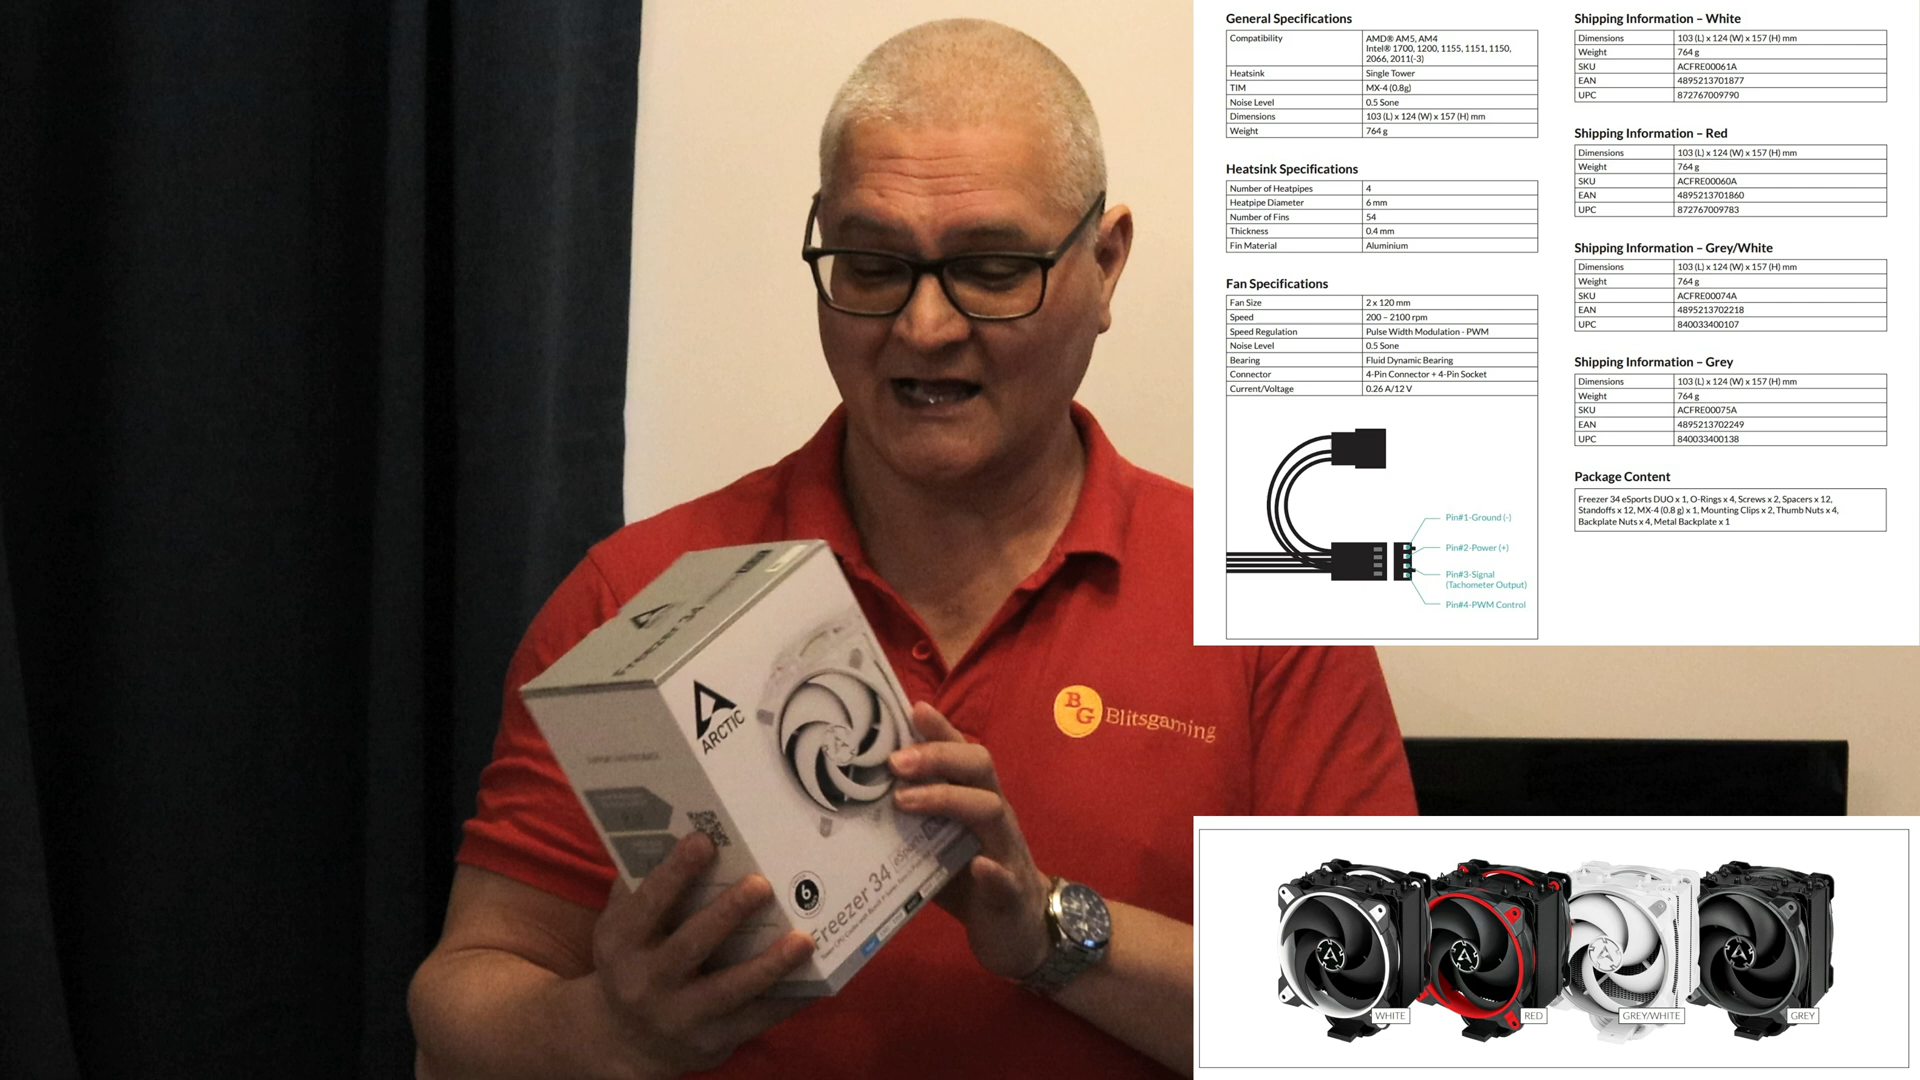 General Specifications
Compatibility
AMD® AM5, AM4
Intel® 1700, 1200, 1155, 1151, 1150,
2066, 2011(-3)
Heatsink Single Tower
TIM MX-4 (0.8g)
Noise Level 0.5 Sone
Dimensions 103 (L) x 124 (W) x 157 (H) mm
Weight 764 g
Heatsink Specifications
Number of Heatpipes 4
Heatpipe Diameter 6 mm
Number of Fins 54
Thickness 0.4 mm
Fin Material Aluminium
Fan Specifications
Fan Size 2 x 120 mm
Speed 200 – 2100 rpm
Speed Regulation Pulse Width Modulation - PWM
Noise Level 0.5 Sone
Bearing Fluid Dynamic Bearing
Connector 4-Pin Connector + 4-Pin Socket
Current/Voltage 0.26 A/12 V
Pin#1-Ground (-)
Pin#2-Power (+)
Pin#3-Signal
(Tachometer Output)
Pin#4-PWM Control
Shipping Information – White
Dimensions 103 (L) x 124 (W) x 157 (H) mm
Weight 764 g
SKU ACFRE00061A
EAN 4895213701877
UPC 872767009790
Shipping Information – Red
Dimensions 103 (L) x 124 (W) x 157 (H) mm
Weight 764 g
SKU ACFRE00060A
EAN 4895213701860
UPC 872767009783
Shipping Information – Grey/White
Dimensions 103 (L) x 124 (W) x 157 (H) mm
Weight 764 g
SKU ACFRE00074A
EAN 4895213702218
UPC 840033400107
Shipping Information – Grey
Dimensions 103 (L) x 124 (W) x 157 (H) mm
Weight 764 g
SKU ACFRE00075A
EAN 4895213702249
UPC 840033400138
Package Content
Freezer 34 eSports DUO x 1, O-Rings x 4, Screws x 2, Spacers x 12,
Standoffs x 12, MX-4 (0.8 g) x 1, Mounting Clips x 2, Thumb Nuts x 4,
Backplate Nuts x 4, Metal Backplate x 1
Freezer 34
ARCTIC
6
Freezer 34 eSports
BG Blitsgaming
WHITE
RED
GREY/WHITE
GREY